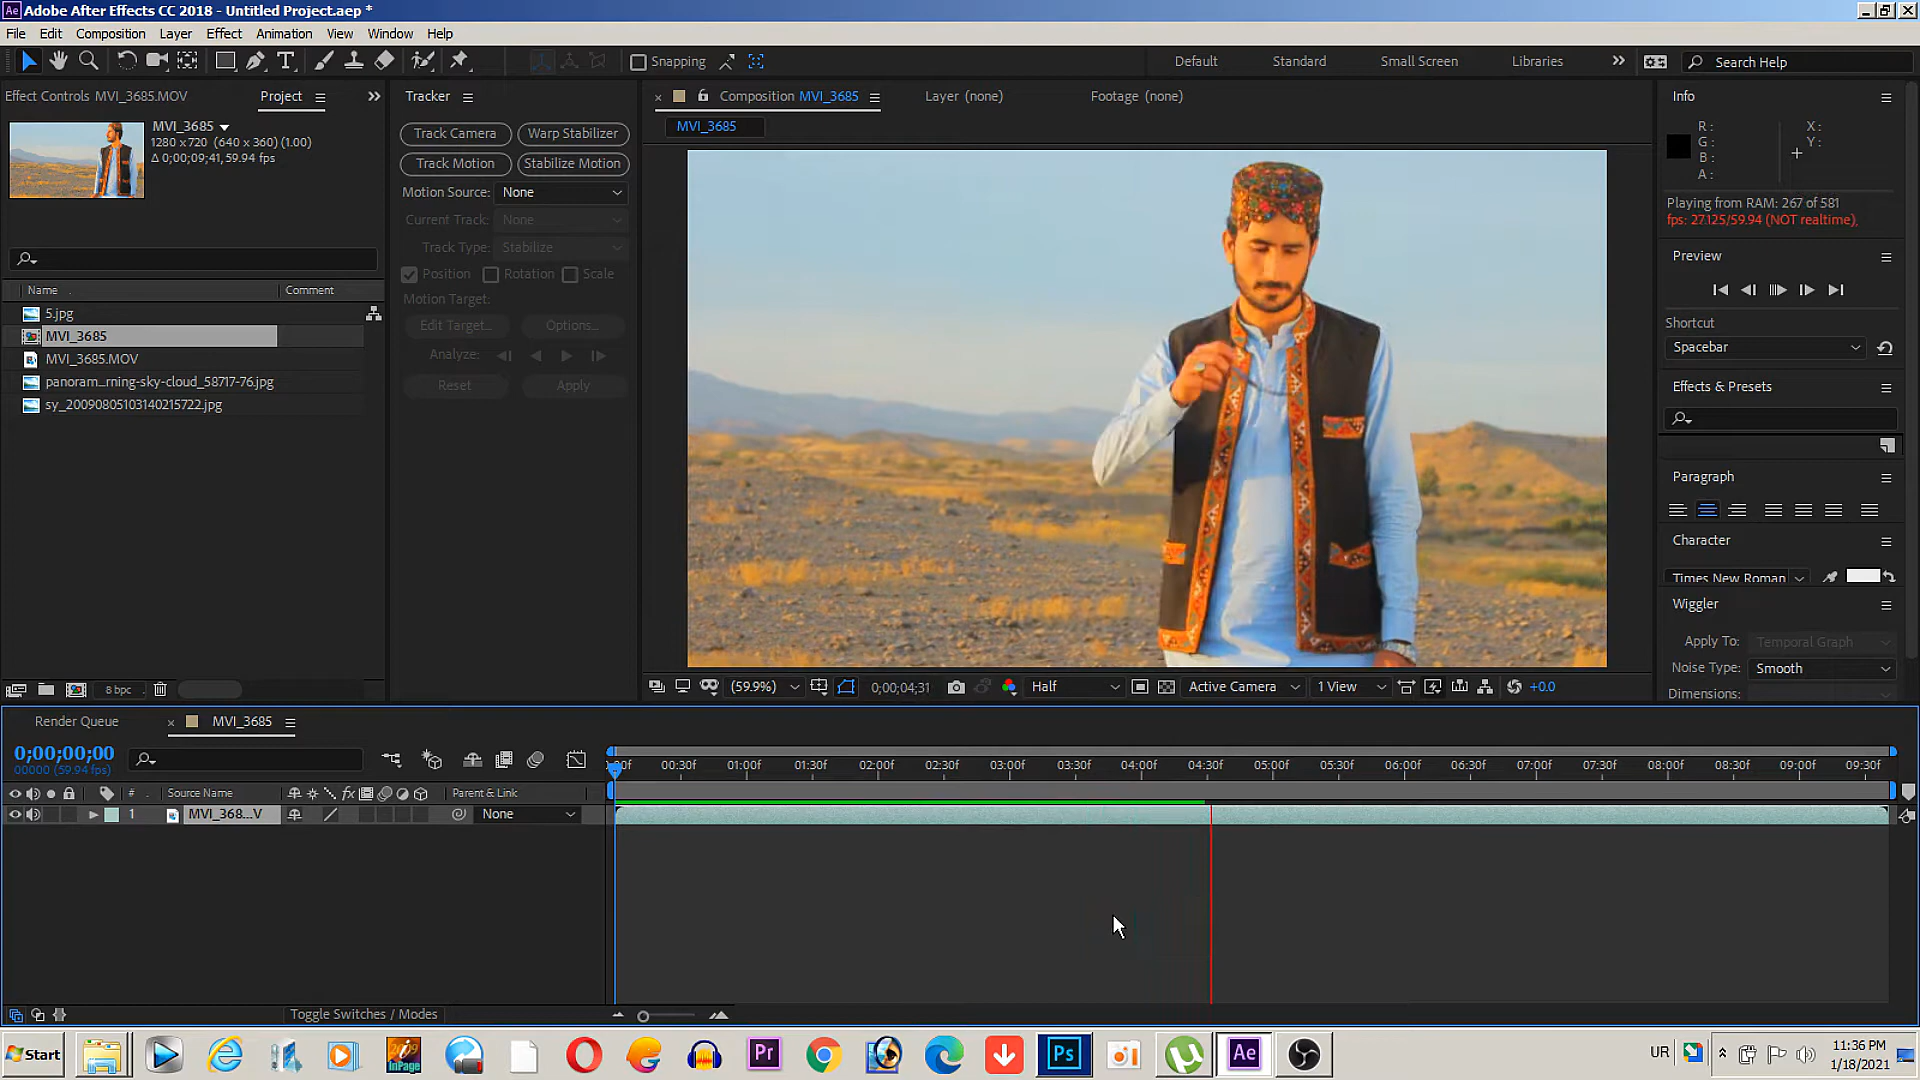 Adobe After Effects CC 2018 - Untitled Project.aep *
File Edit Composition Layer Effect Animation View Window Help
Snapping Default Standard Small Screen Libraries Search Help
Effect Controls MVI_3685.MOV Project
MVI_3685
1280 x 720 (640 x 360) (1.00)
Δ 0;00;09;41, 59.94 fps
Name Comment
5.jpg
MVI_3685
MVI_3685.MOV
panoram_rning-sky-cloud_58717-76.jpg
sy_20090805103140215722.jpg
8 bpc
Tracker
Track Camera Warp Stabilizer
Track Motion Stabilize Motion
Motion Source: None
Current Track: None
Track Type: Stabilize
Position Rotation Scale
Motion Target:
Edit Target... Options...
Analyze:
Reset Apply
Composition MVI_3685 Layer (none) Footage (none)
MVI_3685
(59.9%) 0;00;04;31 Half Active Camera 1 View +0.0
Info
R: X:
G: Y:
B:
A:
Playing from RAM: 267 of 581
fps: 27.125/59.94 (NOT realtime),
Preview
Shortcut
Spacebar
Effects & Presets
Paragraph
Character
Times New Roman
Wiggler
Apply To: Temporal Graph
Noise Type: Smooth
Dimensions:
Render Queue MVI_3685
0;00;00;00
00000 (59.94 fps)
:00f 00:30f 01:00f 01:30f 02:00f 02:30f 03:00f 03:30f 04:00f 04:30f 05:00f 05:30f 06:00f 06:30f 07:00f 07:30f 08:00f 08:30f 09:00f 09:30f
# Source Name fx Parent & Link
1 MVI_368...V None
Toggle Switches / Modes
Start 2009 InPage Pr Ps Ae UR 11:36 PM
1/18/2021